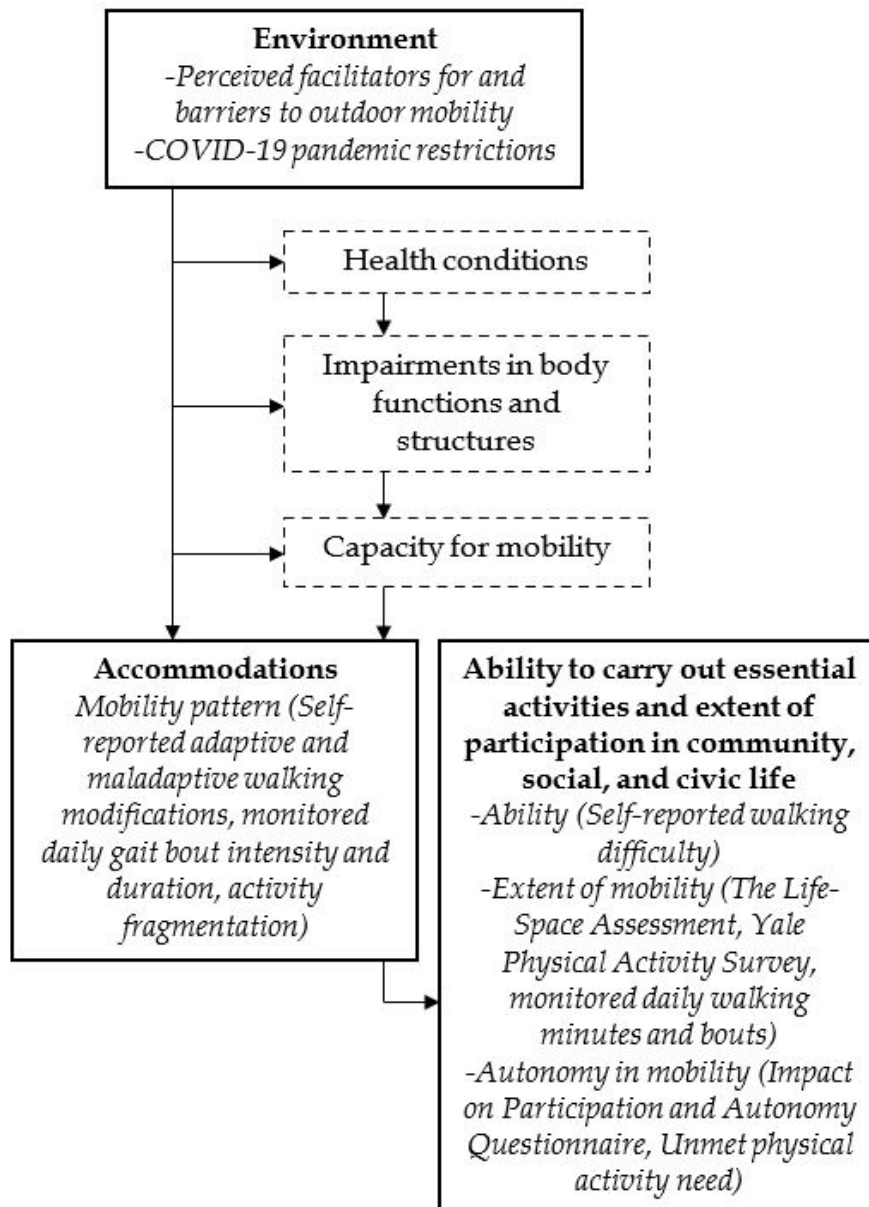 Environment
-Perceived facilitators for and
barriers to outdoor mobility
-COVID-19 pandemic restrictions
Health conditions
Impairments in body
functions and
structures
Capacity for mobility
Accommodations
Mobility pattern (Self-
reported adaptive and
maladaptive walking
modifications, monitored
daily gait bout intensity and
duration, activity
fragmentation)
Ability to carry out essential
activities and extent of
participation in community,
social, and civic life
-Ability (Self-reported walking
difficulty)
-Extent of mobility (The Life-
Space Assessment, Yale
Physical Activity Survey,
monitored daily walking
minutes and bouts)
-Autonomy in mobility (Impact
on Participation and Autonomy
Questionnaire, Unmet physical
activity need)